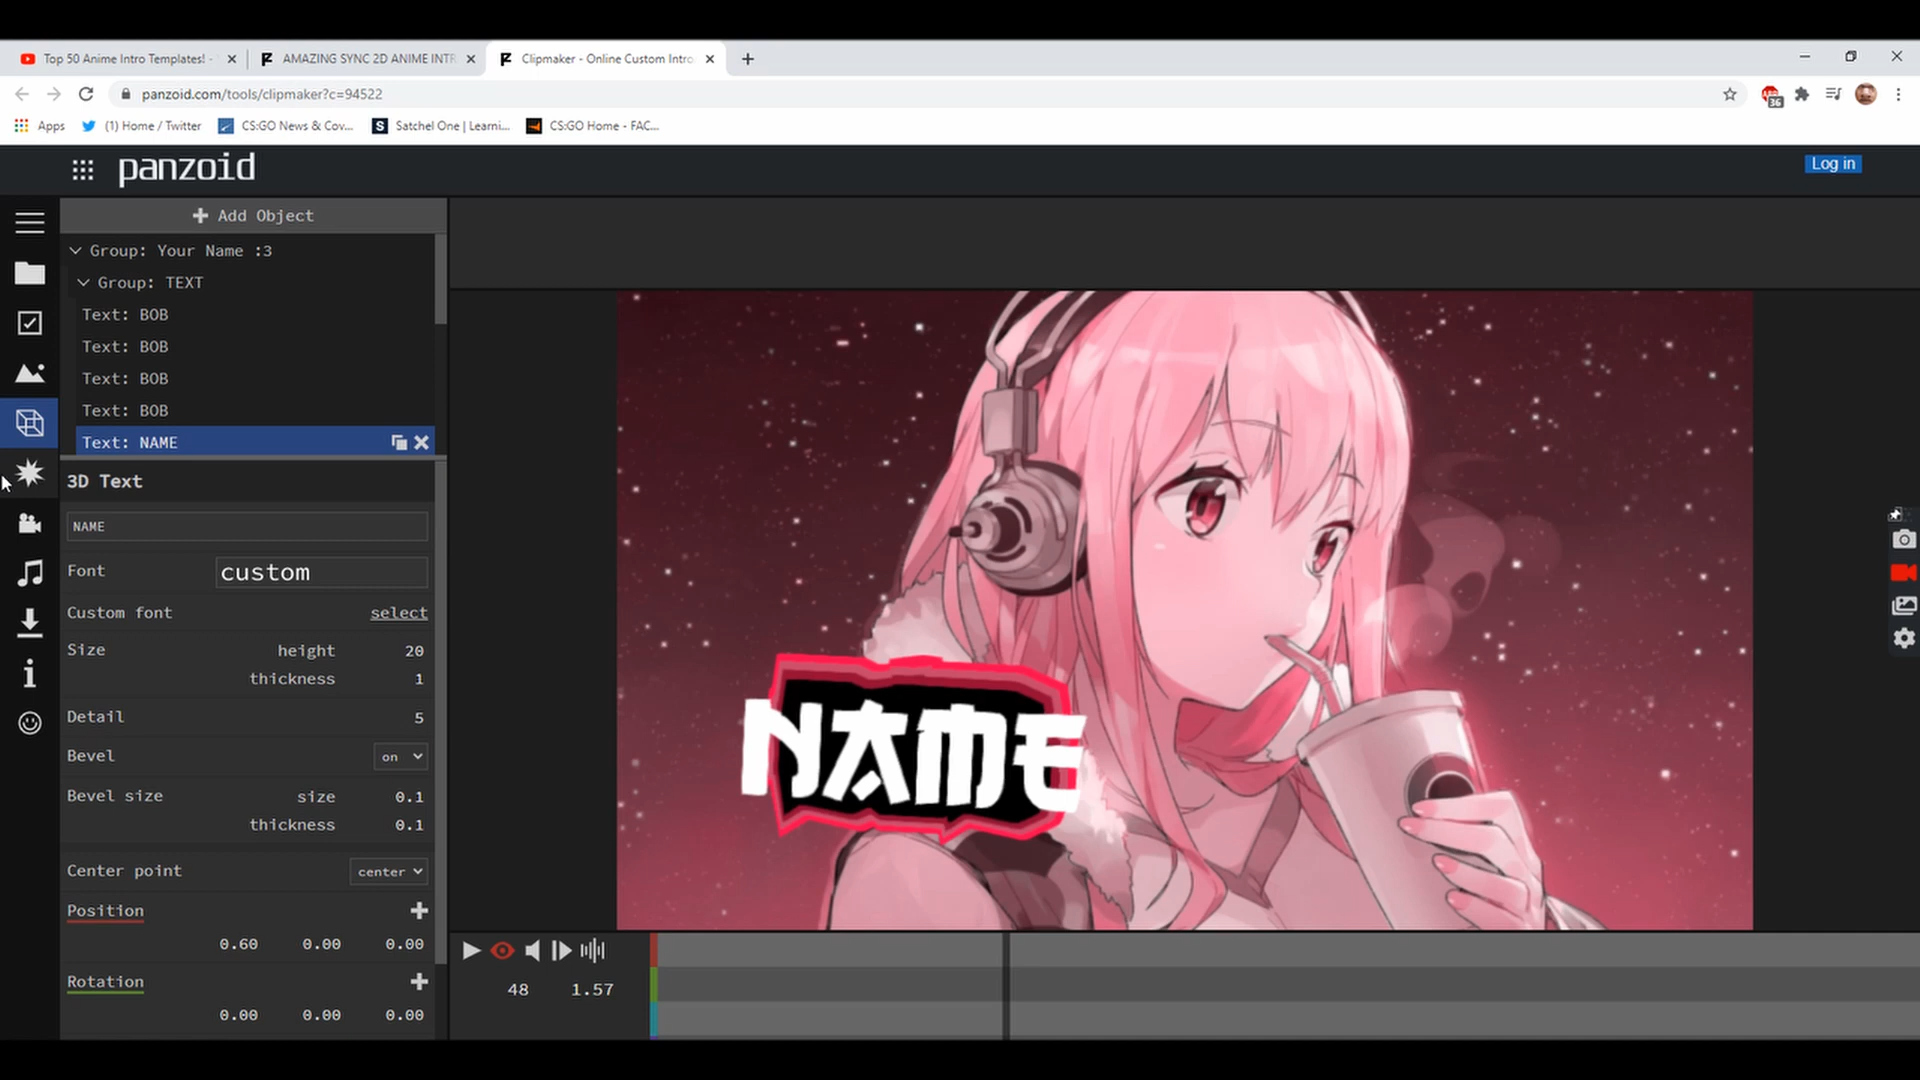 Top 50 Anime Intro Templates! -
AMAZING SYNC 2D ANIME INTR
Clipmaker - Online Custom Intro
panzoid.com/tools/clipmaker?c=94522
36
Apps
(1) Home / Twitter
CS:GO News & Cov...
Satchel One | Learni...
CS:GO Home - FAC...
panzoid
Log in
Add Object
Group: Your Name :3
Group: TEXT
Text: BOB
Text: BOB
Text: BOB
Text: BOB
Text: NAME
3D Text
NAME
Font custom
Custom font select
Size height 20
thickness 1
Detail 5
Bevel on
Bevel size size 0.1
thickness 0.1
Center point center
Position
0.60 0.00 0.00
Rotation
0.00 0.00 0.00
NAME
48 1.57